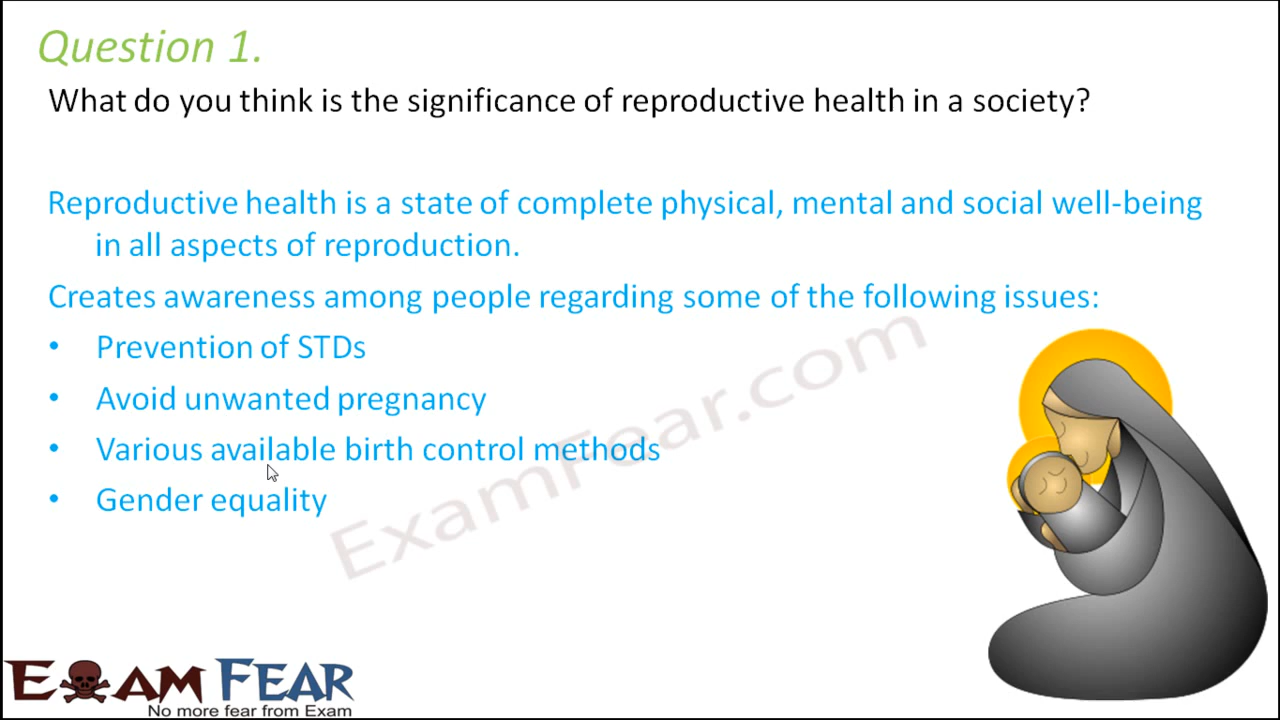 Question 1.
What do you think is the significance of reproductive health in a society?
Reproductive health is a state of complete physical, mental and social well-being
in all aspects of reproduction.
Creates awareness among people regarding some of the following issues:
• Prevention of STDs
• Avoid unwanted pregnancy
• Various available birth control methods
• Gender equality
ExamFear.com
EXAM FEAR
No more fear from Exam